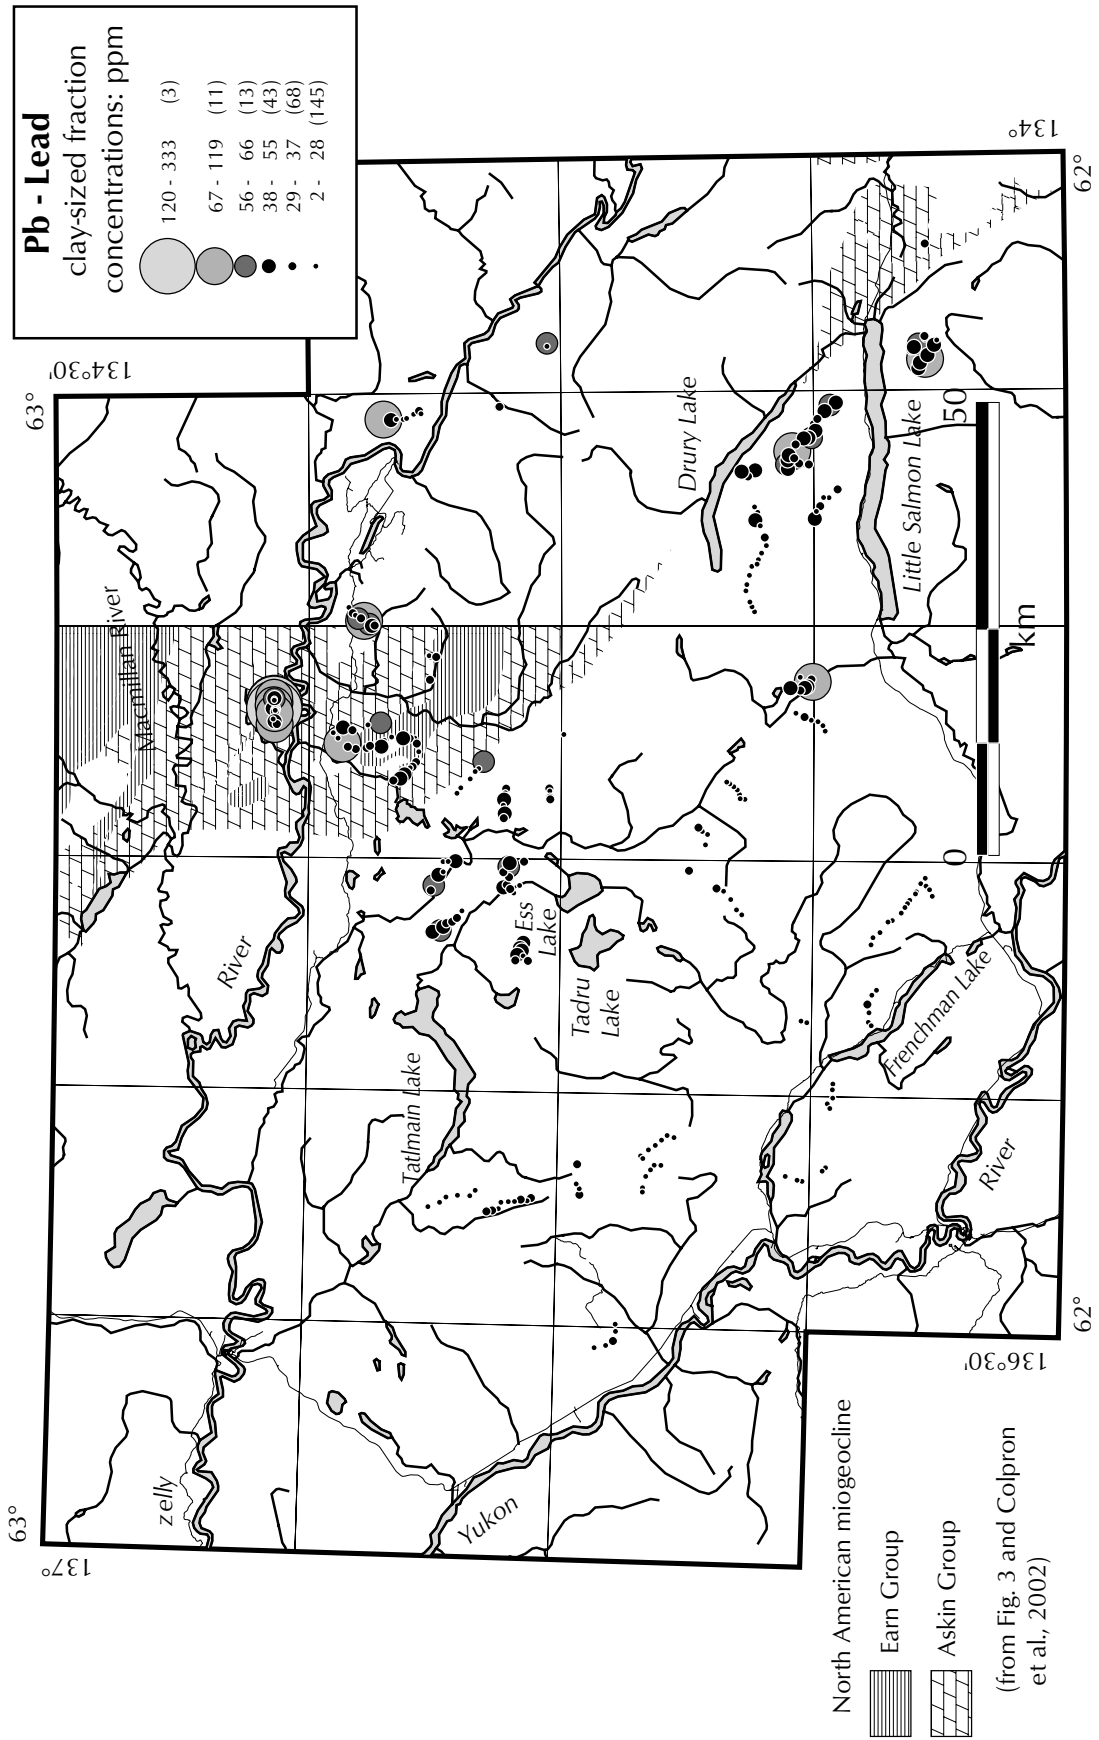 Pb - Lead
clay-sized fraction
concentrations: ppm
120 - 333 (3)
67 - 119 (11)
56 - 66 (13)
38 - 55 (43)
29 - 37 (68)
2 - 28 (145)
63°
137°
63°
134°30'
134°
62°
62°
136°30'
zelly
River
Macmillan River
Yukon
Tatlmain Lake
Tadru
Lake
Ess
Lake
Drury Lake
Little Salmon Lake
Frenchman Lake
River
0
50
km
North American miogeocline
Earn Group
Askin Group
(from Fig. 3 and Colpron
et al., 2002)